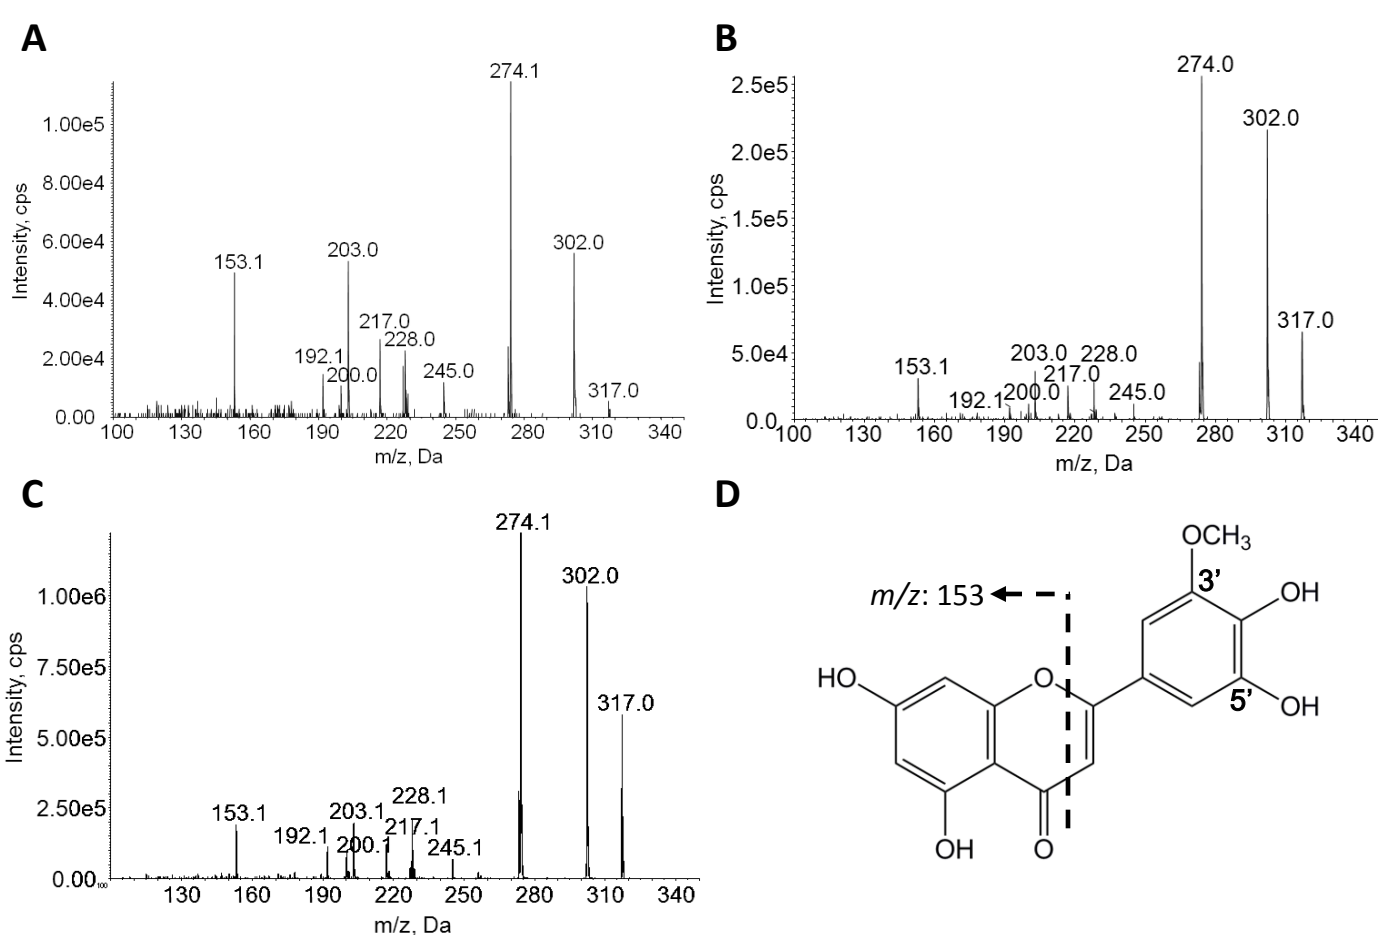 A
Intensity, cps
1.00e5
8.00e4
6.00e4
4.00e4
2.00e4
0.00
274.1
302.0
203.0
153.1
217.0
228.0
192.1
200.0
245.0
317.0
100 130 160 190 220 250 280 310 340
m/z, Da
B
Intensity, cps
2.5e5
2.0e5
1.5e5
1.0e5
5.0e4
0.0
274.0
302.0
317.0
203.0 228.0
153.1
217.0
192.1 200.0 245.0
100 130 160 190 220 250 280 310 340
m/z, Da
C
Intensity, cps
1.00e6
7.50e5
5.00e5
2.50e5
0.00
274.1
302.0
317.0
228.1
153.1 203.1
217.1
192.1
200.1 245.1
100 130 160 190 220 250 280 310 340
m/z, Da
D
OCH3
m/z: 153
3’
OH
HO
O
5’
OH
OH
O